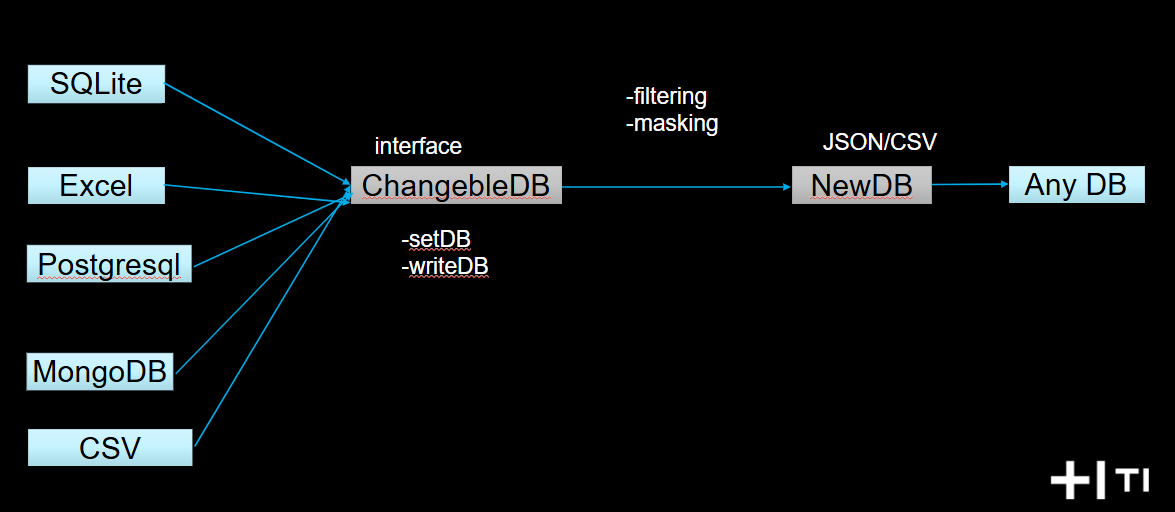 SQLite
-filtering
-masking
interface
JSON/CSV
Excel
ChangebleDB
NewDB
Any DB
-setDB
-writeDB
Postgresql
MongoDB
CSV
TI